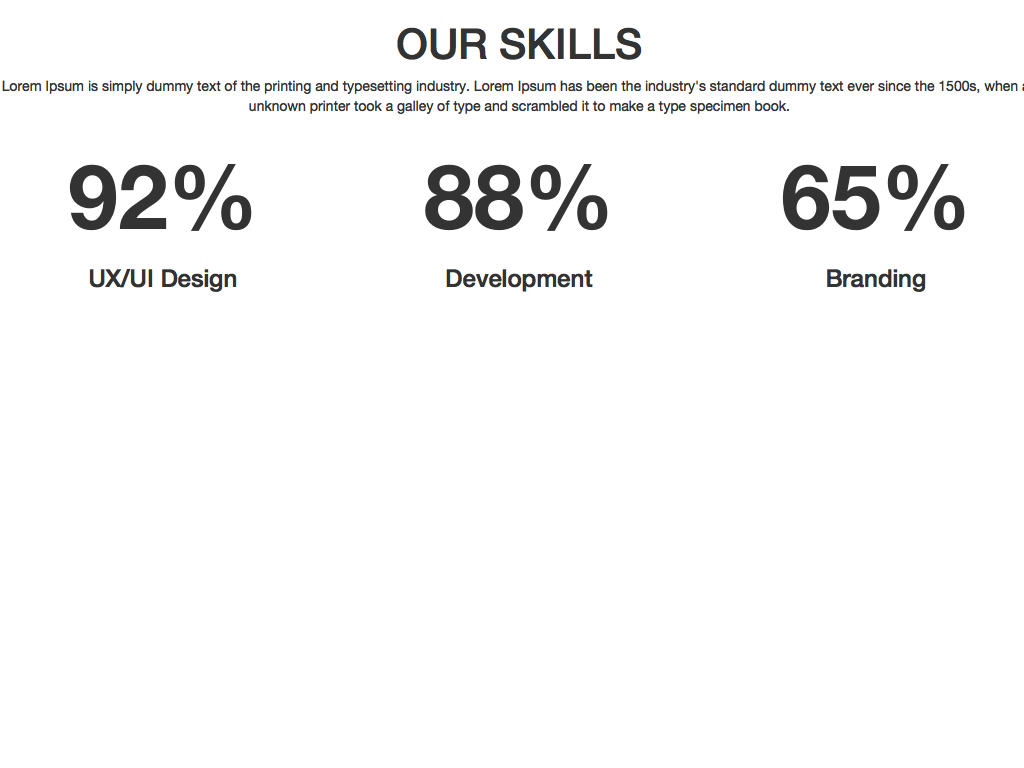 OUR SKILLS
Lorem Ipsum is simply dummy text of the printing and typesetting industry. Lorem Ipsum has been the industry's standard dummy text ever since the 1500s, when
unknown printer took a galley of type and scrambled it to make a type specimen book.
92% 88% 65%
UX/UI Design Development Branding